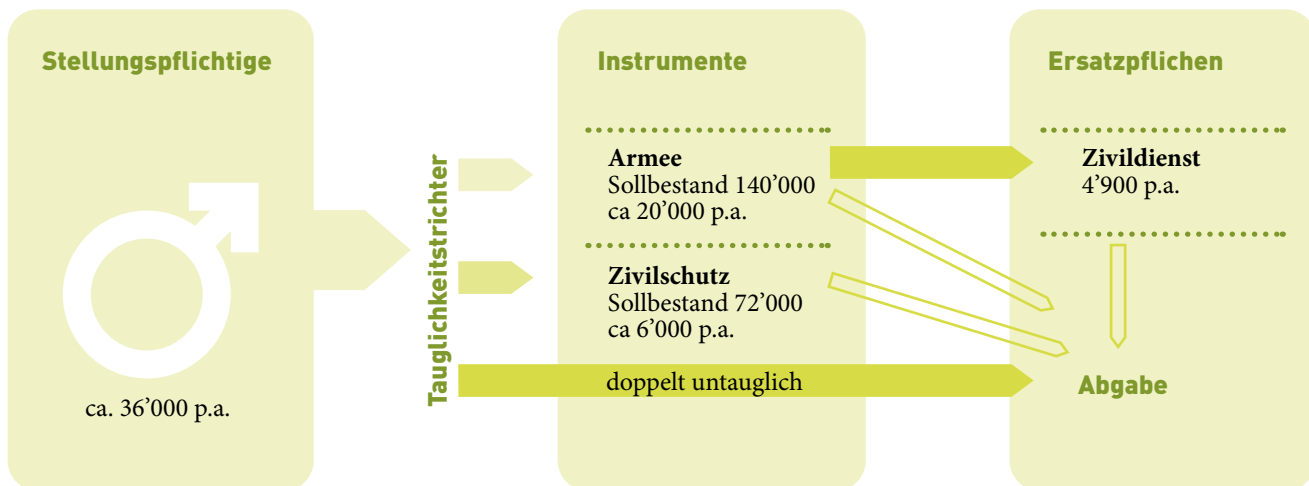 Stellungspflichtige
ca. 36’000 p.a.
Tauglichkeitstrichter
Instrumente
Armee
Sollbestand 140’000
ca 20’000 p.a.
Zivilschutz
Sollbestand 72’000
ca 6’000 p.a.
doppelt untauglich
Ersatzpflichen
Zivildienst
4’900 p.a.
Abgabe